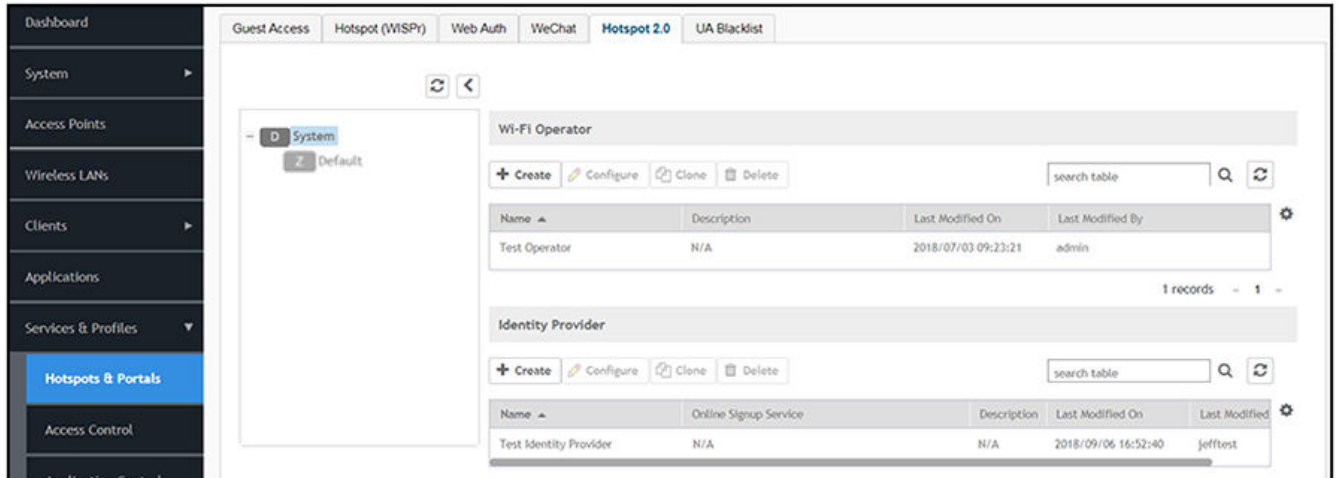 Dashboard
System
Access Points
Wireless LANs
Clients
Applications
Services & Profiles
Hotspots & Portals
Access Control
Guest Access Hotspot (WISPr) Web Auth WeChat Hotspot 2.0 UA Blacklist
D System
Z Default
Wi-Fi Operator
Create Configure Clone Delete search table
Name Description Last Modified On Last Modified By
Test Operator N/A 2018/07/03 09:23:21 admin
1 records 1
Identity Provider
Create Configure Clone Delete search table
Name Online Signup Service Description Last Modified On Last Modified
Test Identity Provider N/A N/A 2018/09/06 16:52:40 jefftest